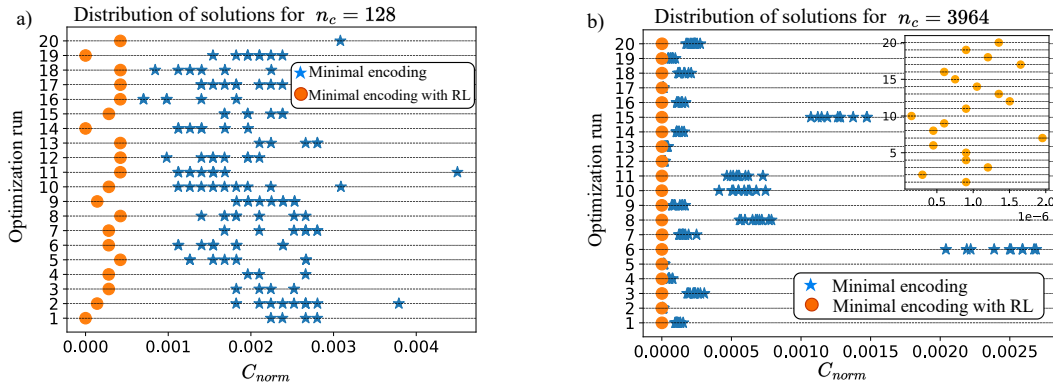 a)
Distribution of solutions for n_c = 128
Optimization run
20
19
18
17
16
15
14
13
12
11
10
9
8
7
6
5
4
3
2
1
Minimal encoding
Minimal encoding with RL
0.000 0.001 0.002 0.003 0.004
C_norm
b)
Distribution of solutions for n_c = 3964
Optimization run
20
19
18
17
16
15
14
13
12
11
10
9
8
7
6
5
4
3
2
1
20
15
10
5
0.5 1.0 1.5 2.0
1e-6
Minimal encoding
Minimal encoding with RL
0.0000 0.0005 0.0010 0.0015 0.0020 0.0025
C_norm